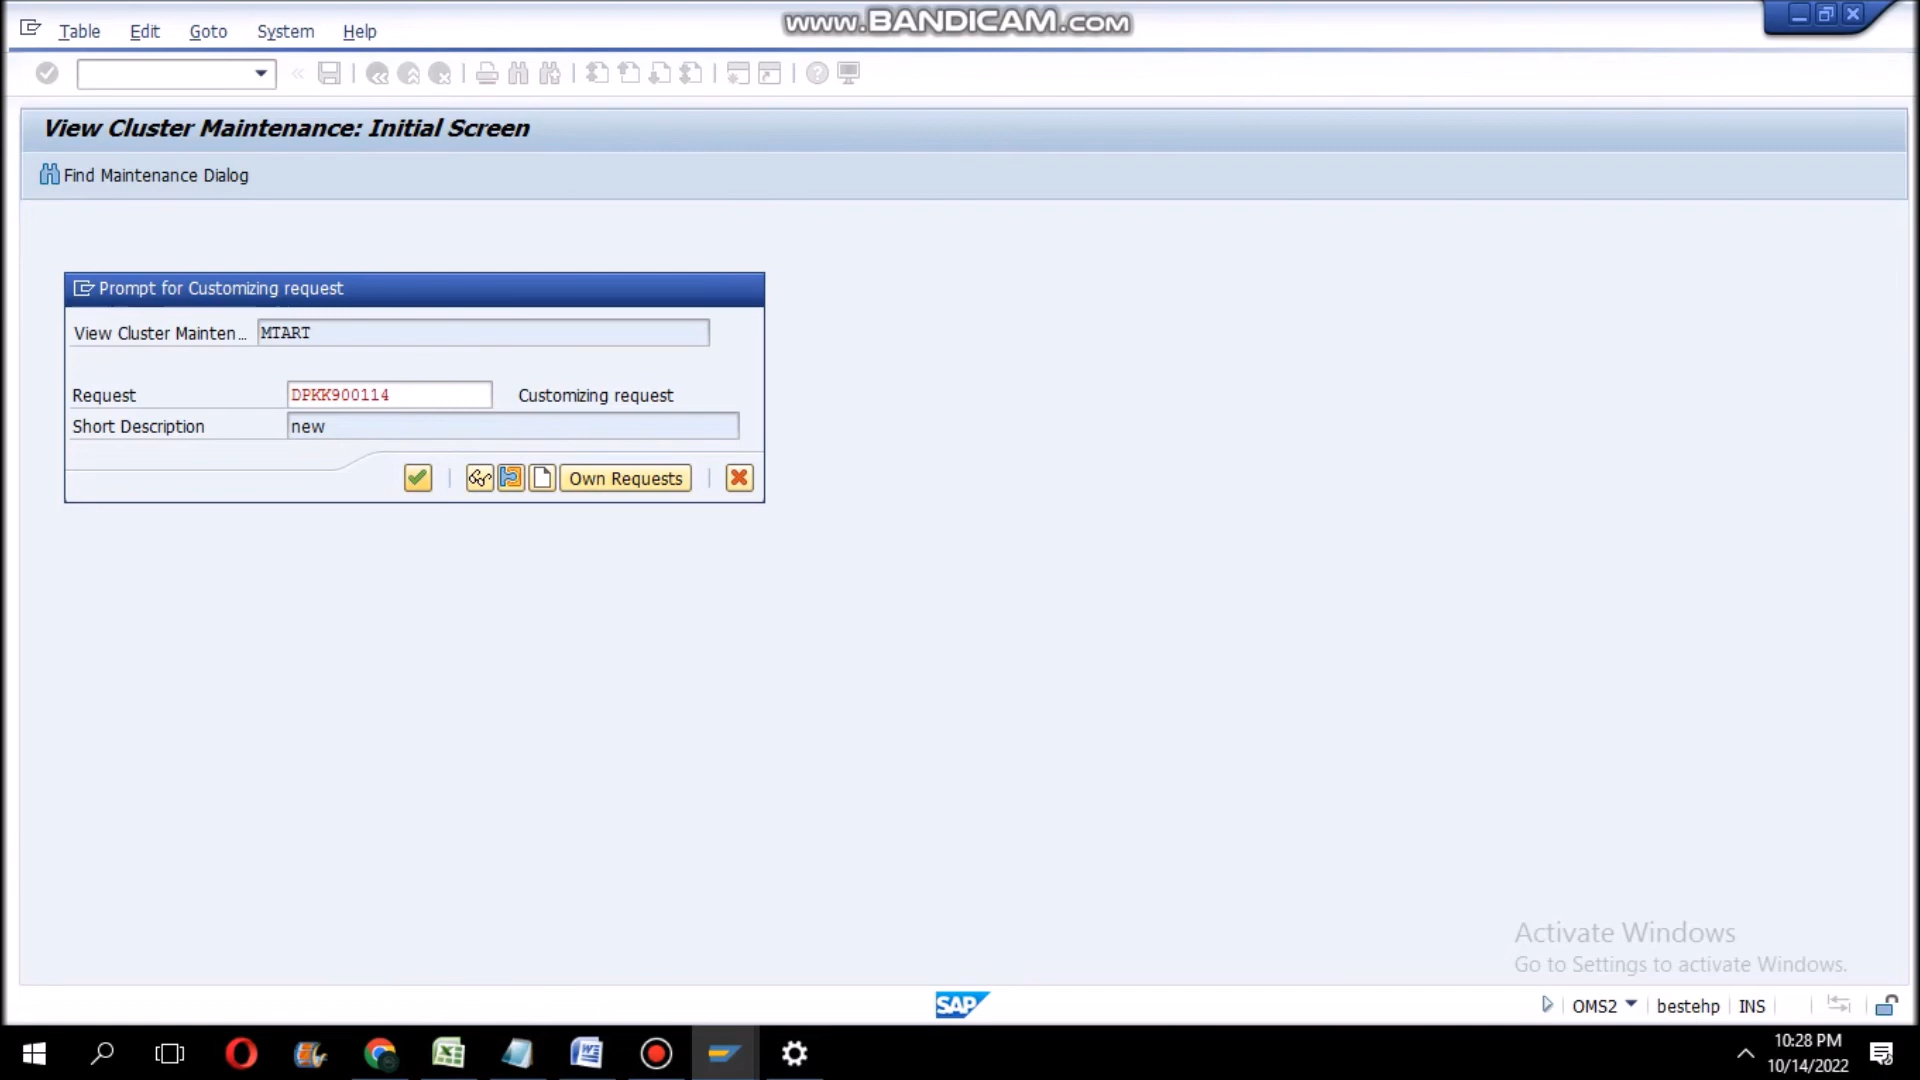 www.BANDICAM.com
Table Edit Goto System Help
View Cluster Maintenance: Initial Screen
Find Maintenance Dialog
Prompt for Customizing request
View Cluster Mainten... MTART
Request DPKK900114 Customizing request
Short Description new
Own Requests
Activate Windows
Go to Settings to activate Windows.
SAP OMS2 bestehp INS
10:28 PM
10/14/2022